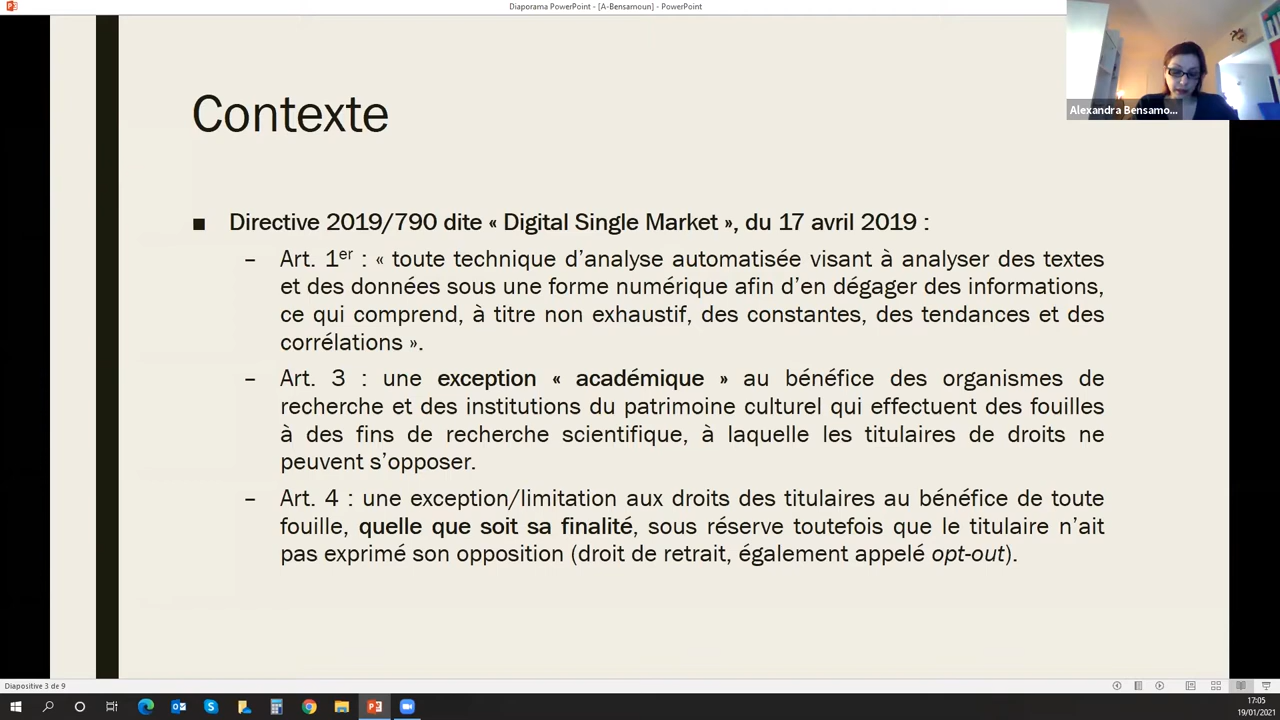 Diaporama PowerPoint - [A-Bensamoun] - PowerPoint
Alexandra Bensamo...
Contexte
■ Directive 2019/790 dite « Digital Single Market », du 17 avril 2019 :
– Art. 1er : « toute technique d’analyse automatisée visant à analyser des textes
et des données sous une forme numérique afin d’en dégager des informations,
ce qui comprend, à titre non exhaustif, des constantes, des tendances et des
corrélations ».
– Art. 3 : une exception « académique » au bénéfice des organismes de
recherche et des institutions du patrimoine culturel qui effectuent des fouilles
à des fins de recherche scientifique, à laquelle les titulaires de droits ne
peuvent s’opposer.
– Art. 4 : une exception/limitation aux droits des titulaires au bénéfice de toute
fouille, quelle que soit sa finalité, sous réserve toutefois que le titulaire n’ait
pas exprimé son opposition (droit de retrait, également appelé opt-out).
Diapositive 3 de 9
17:05
19/01/2021